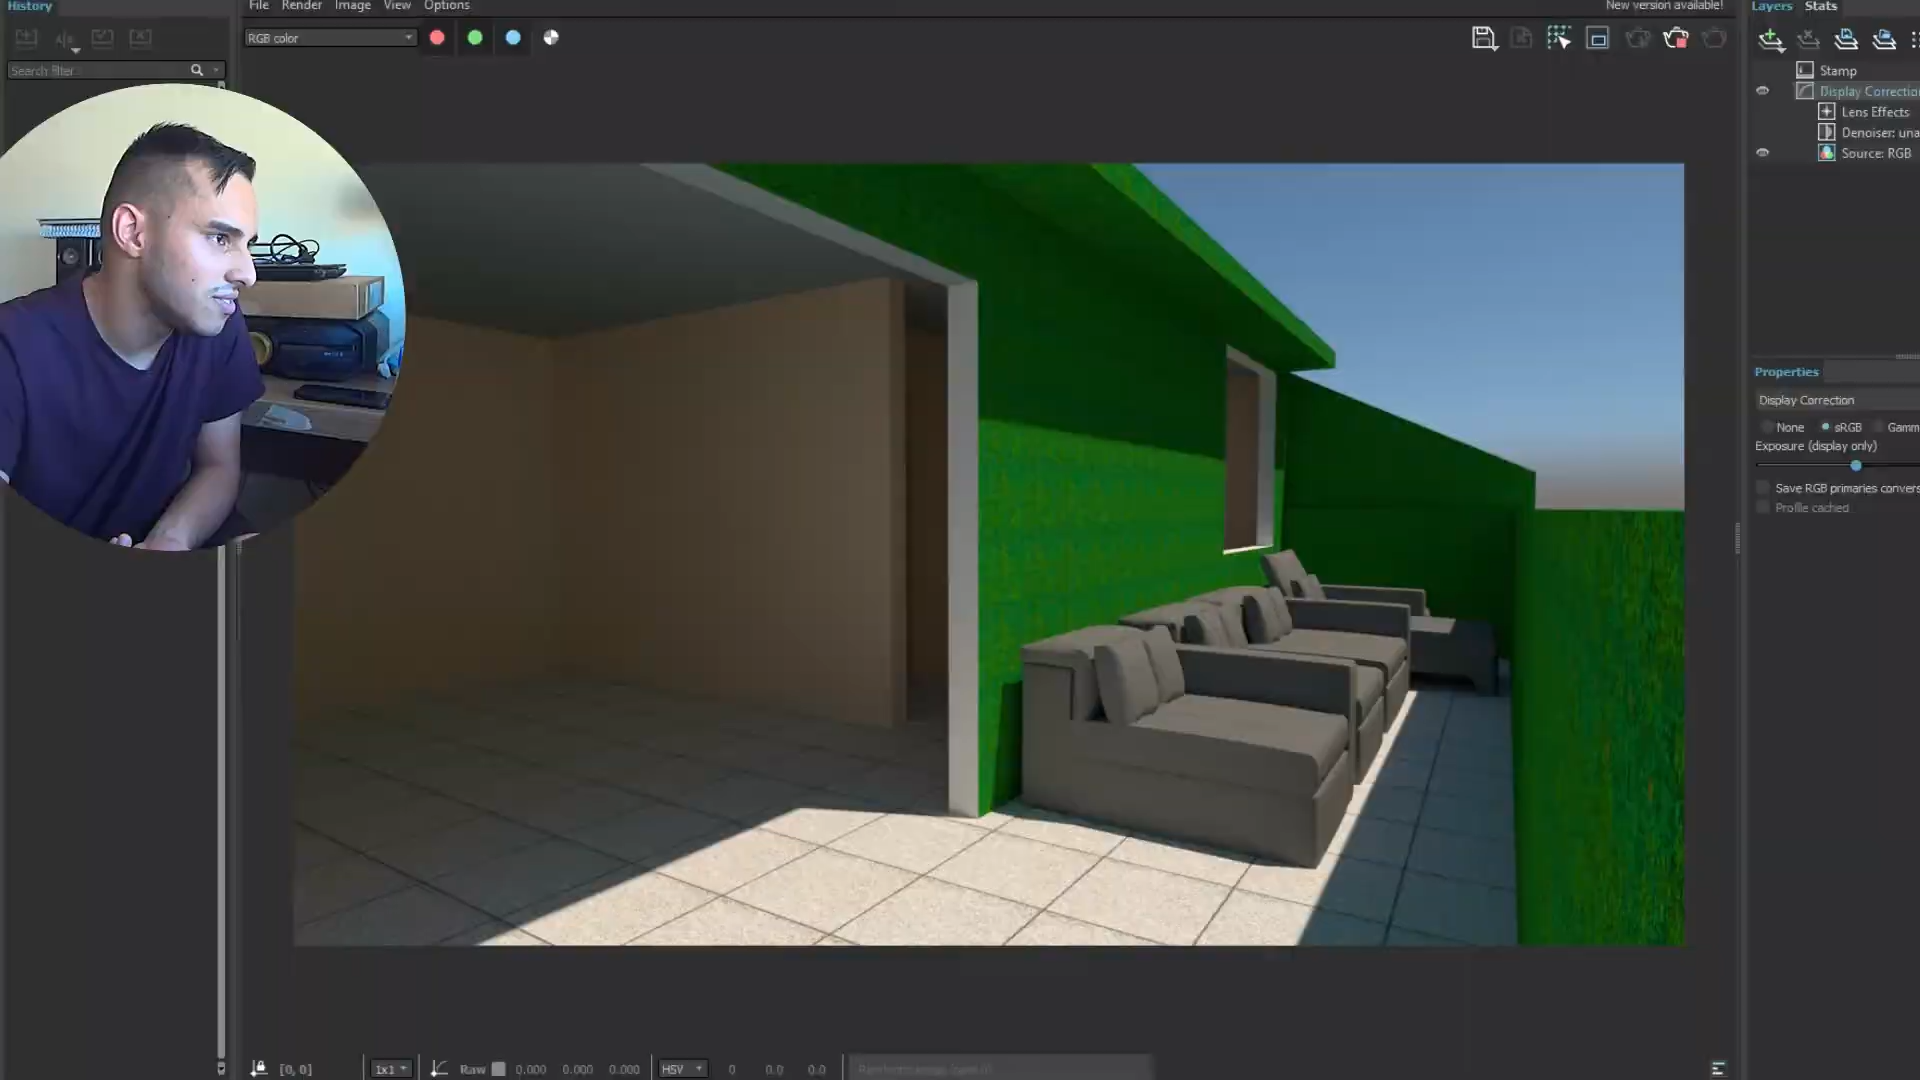 History
File Render Image View Options
New version available!
Layers Stats
RGB color
Search filter
Stamp
Display Correction
Lens Effects
Denoiser: una
Source: RGB
Properties
Display Correction
None sRGB Gamm
Exposure (display only)
Save RGB primaries convers
Profile cached
[0, 0] 1x1 Raw 0.000 0.000 0.000 HSV 0 0.0 0.0